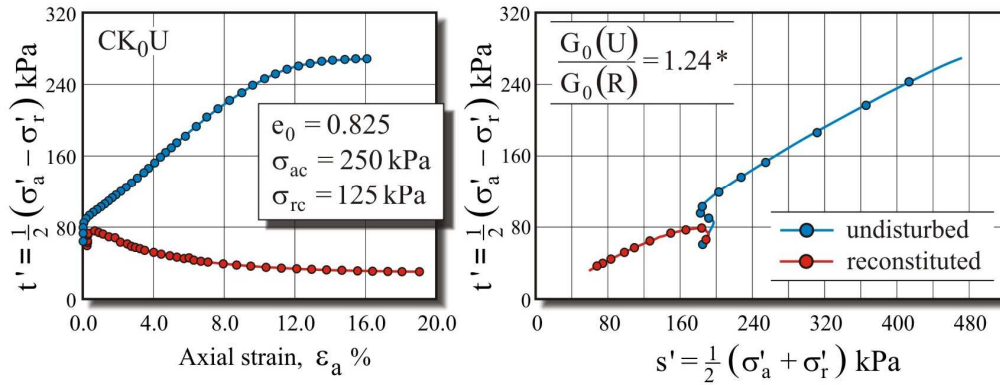 t' = ½ (σ'ₐ − σ'ᵣ) kPa
320
240
160
80
0
CK₀U
e₀ = 0.825
σₐc = 250 kPa
σᵣc = 125 kPa
0.0 4.0 8.0 12.0 16.0 20.0
Axial strain, εₐ %
t' = ½ (σ'ₐ − σ'ᵣ) kPa
320
240
160
80
0
G₀(U)/G₀(R) = 1.24*
undisturbed
reconstituted
0 80 160 240 320 400 480
s' = ½ (σ'ₐ + σ'ᵣ) kPa